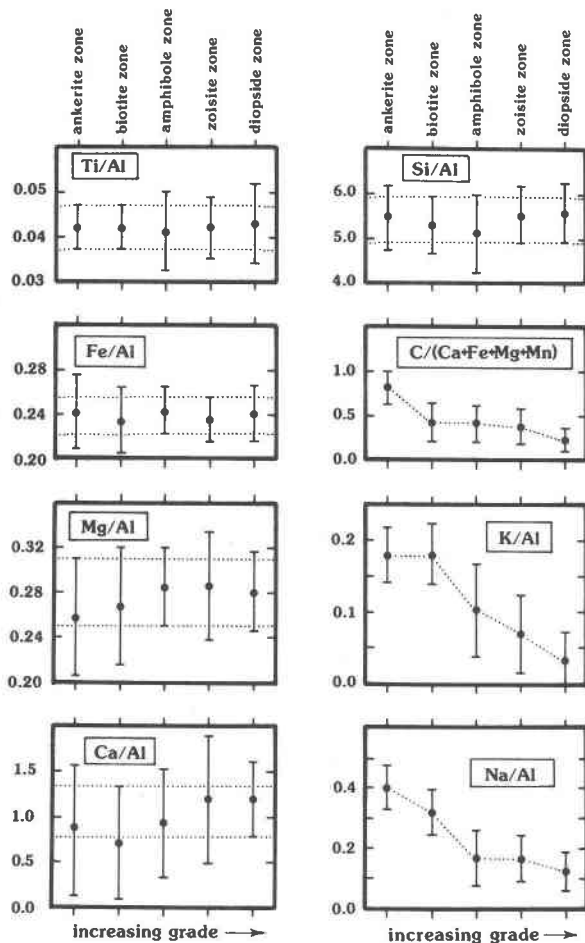 ankerite zone
biotite zone
amphibole zone
zoisite zone
diopside zone
ankerite zone
biotite zone
amphibole zone
zoisite zone
diopside zone
Ti/Al
0.05
0.04
0.03
Si/Al
6.0
5.0
4.0
Fe/Al
0.28
0.24
0.20
C/(Ca+Fe+Mg+Mn)
1.0
0.5
0.0
Mg/Al
0.32
0.28
0.24
0.20
K/Al
0.2
0.1
0.0
Ca/Al
1.5
1.0
0.5
0.0
Na/Al
0.4
0.2
0.0
increasing grade →
increasing grade →